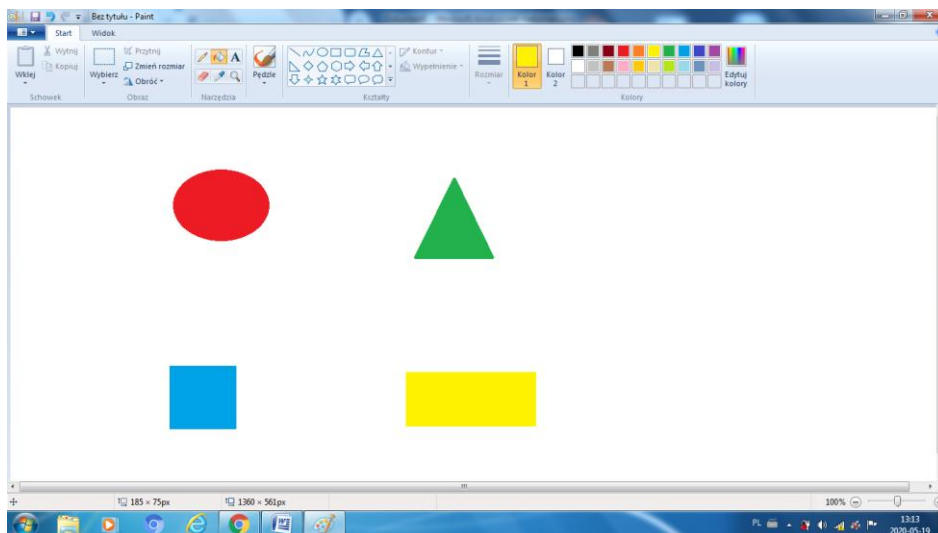 Bez tytułu - Paint
Start Widok
Wklej
Wytnij
Kopiuj
Schowek
Wybierz
Przytnij
Zmień rozmiar
Obróć
Obraz
A
Narzędzia
Pędzle
Kształty
Kontur
Wypełnienie
Rozmiar
Kolor
1
Kolor
2
Edytuj
kolory
Kolory
185 × 75px
1360 × 561px
100%
PL
13:13
2020-05-19